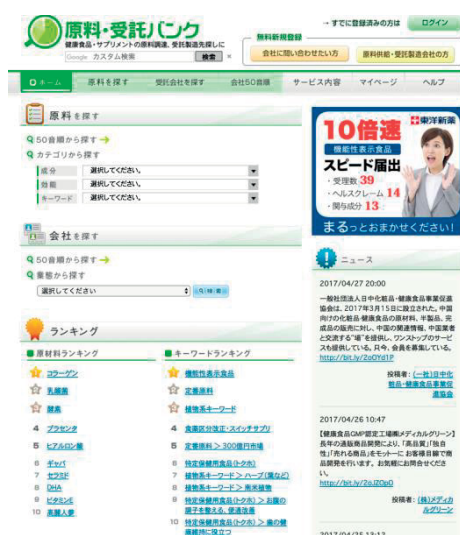 原料・受託バンク
健康食品・サプリメントの原料調達、受託製造先探しに
Google カスタム検索
検索
×
→ すでに登録済みの方は
ログイン
無料新規登録
会社に問い合わせたい方
原料供給・受託製造会社の方
ホーム
原料を探す
受託会社を探す
会社50音順
サービス内容
マイページ
ヘルプ
原料を探す
50音順から探す→
カテゴリから探す
成分 選択してください。
効能 選択してください。
キーワード 選択してください。
会社を探す
50音順から探す→
業態から探す
選択してください
検索
ランキング
原材料ランキング
コラーゲン
乳酸菌
酵素
4 プラセンタ
5 ヒアルロン酸
6 ギャバ
7 セラミド
8 DHA
9 ビタミンE
10 高麗人参
キーワードランキング
機能性表示食品
定番原料
植物系キーワード
4 食薬区分改正・スイッチサプリ
5 定番原料 > 300億円市場
6 特定保健用食品(トクホ)
7 植物系キーワード > ハーブ(葉など)
8 植物系キーワード > 南米植物
9 特定保健用食品(トクホ) > お腹の
調子を整える、便通改善
10 特定保健用食品(トクホ) > 歯の健
康維持に役立つ
東洋新薬
10倍速
機能性表示食品
スピード届出
・受理数 39
・ヘルスクレーム 14
・関与成分 13
まるっとおまかせください!
ニュース
2017/04/27 20:00
一般社団法人日中化粧品・健康食品事業促進
協会は、2017年3月15日に設立された、中国
向けの化粧品・健康食品の原材料、半製品、完
成品の販売に対し、中国の関連情報、中国業者
と交流する"場"を提供し、ワンストップのサービ
スも提供している。只今、会員を募集している。
http://bit.ly/2oOYd1P
投稿者:(一社)日中化
粧品・健康食品事業促
進協会
2017/04/26 10:47
【健康食品GMP認定工場㈱メディカルグリーン】
長年の通販商品開発により、「高品質」「独自
性」「売れる商品」をモットーに お客様目線で商
品開発を行います。お気軽にお問合せくださ
い。
http://bit.ly/2oJZOpD
投稿者:(株)メディカ
ルグリーン